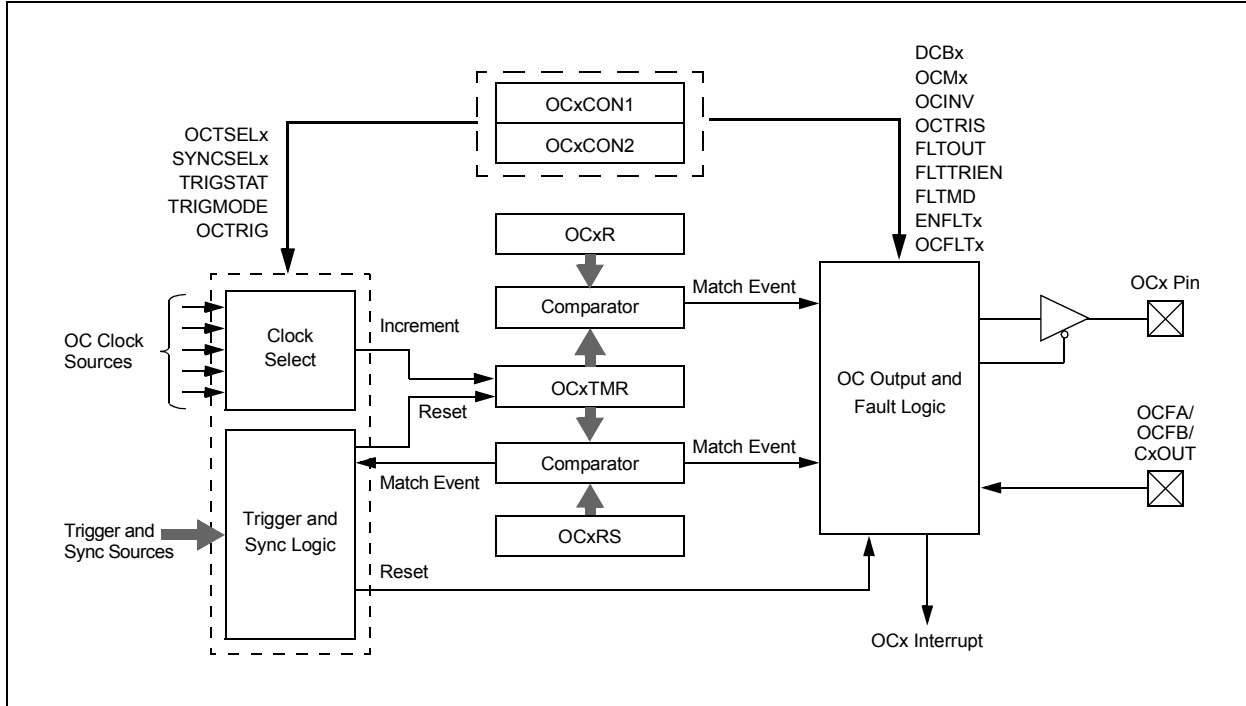 OCxCON1
OCxCON2
OCTSELx
SYNCSELx
TRIGSTAT
TRIGMODE
OCTRIG
DCBx
OCMx
OCINV
OCTRIS
FLTOUT
FLTTRIEN
FLTMD
ENFLTx
OCFLTx
OCxR
Comparator
Match Event
OC Clock
Sources
Clock
Select
Increment
OCxTMR
Reset
OC Output and
Fault Logic
OCx Pin
OCFA/
OCFB/
CxOUT
Comparator
Match Event
Match Event
OCxRS
Trigger and
Sync Sources
Trigger and
Sync Logic
Reset
OCx Interrupt